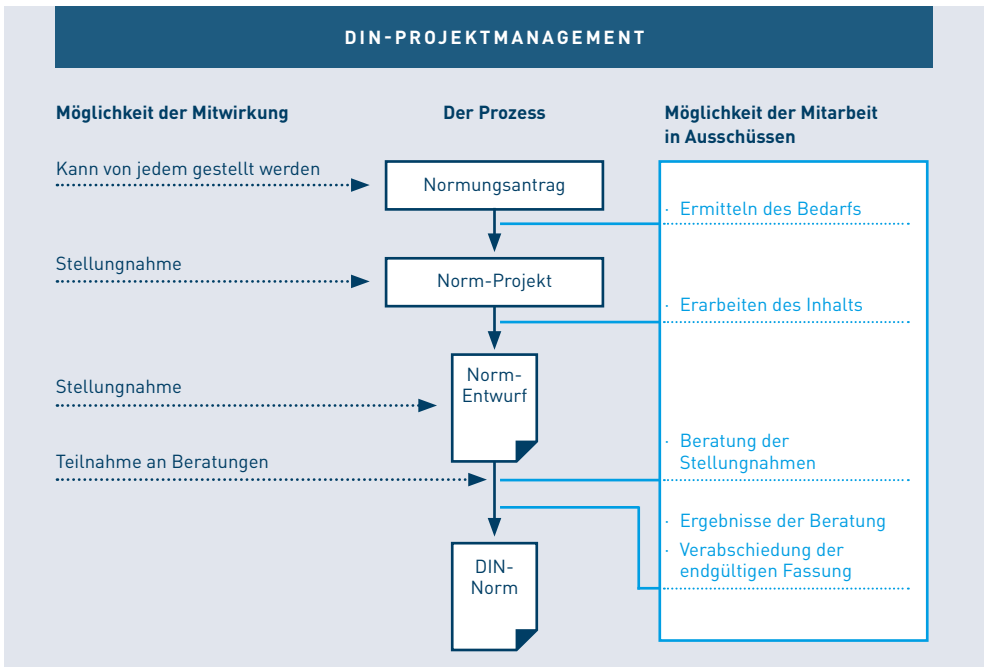 DIN-PROJEKTMANAGEMENT
Möglichkeit der Mitwirkung
Der Prozess
Möglichkeit der Mitarbeit
in Ausschüssen
Kann von jedem gestellt werden
Normungsantrag
· Ermitteln des Bedarfs
Stellungnahme
Norm-Projekt
· Erarbeiten des Inhalts
Stellungnahme
Norm-
Entwurf
Teilnahme an Beratungen
· Beratung der
Stellungnahmen
· Ergebnisse der Beratung
· Verabschiedung der
endgültigen Fassung
DIN-
Norm